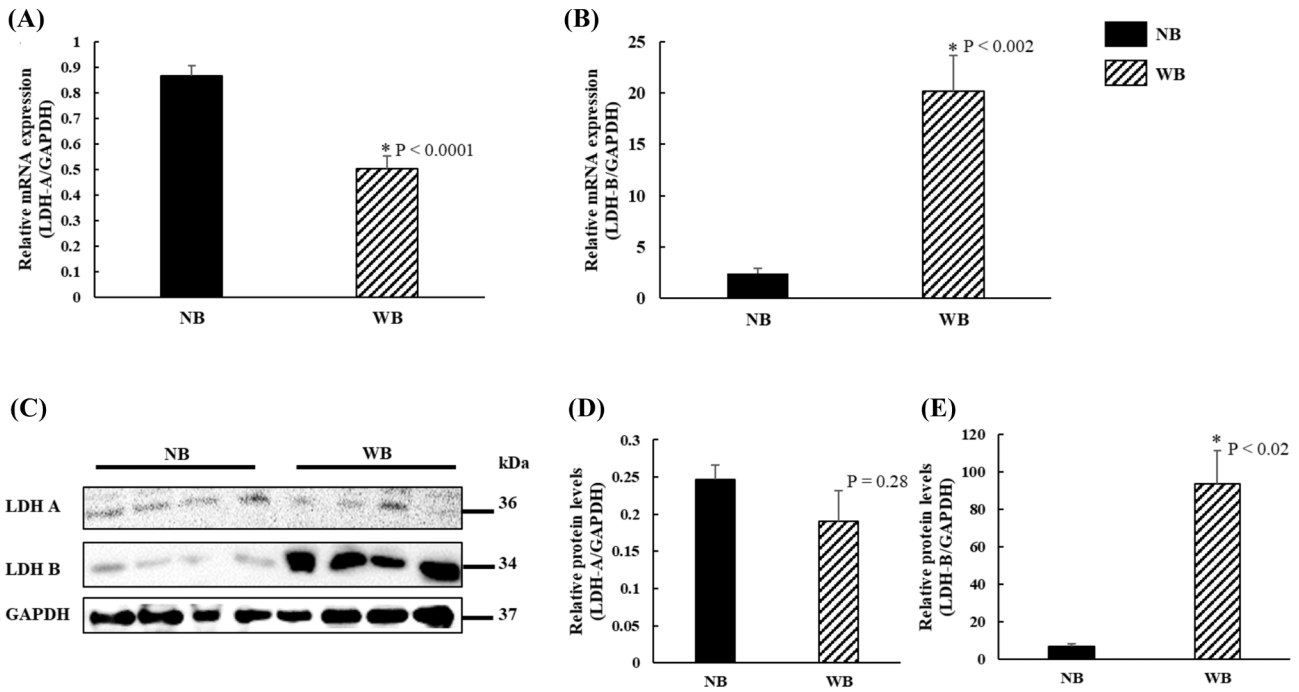 (A)
Relative mRNA expression
(LDH-A/GAPDH)
1
0.9
0.8
0.7
0.6
0.5
0.4
0.3
0.2
0.1
0
* P < 0.0001
NB WB
(B)
Relative mRNA expression
(LDH-B/GAPDH)
25
20
15
10
5
0
* P < 0.002
NB WB
NB
WB
(C)
NB WB kDa
LDH A 36
LDH B 34
GAPDH 37
(D)
Relative protein levels
(LDH-A/GAPDH)
0.3
0.25
0.2
0.15
0.1
0.05
0
P = 0.28
NB WB
(E)
Relative protein levels
(LDH-B/GAPDH)
120
100
80
60
40
20
0
*
P < 0.02
NB WB